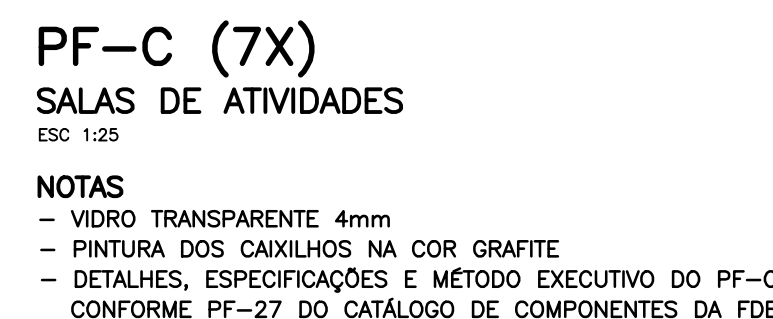 PF-C (7X)
SALAS DE ATIVIDADES
ESC 1:25
NOTAS
- VIDRO TRANSPARENTE 4mm
- PINTURA DOS CAIXILHOS NA COR GRAFITE
- DETALHES, ESPECIFICAÇÕES E MÉTODO EXECUTIVO DO PF-C
CONFORME PF-27 DO CATÁLOGO DE COMPONENTES DA FDE